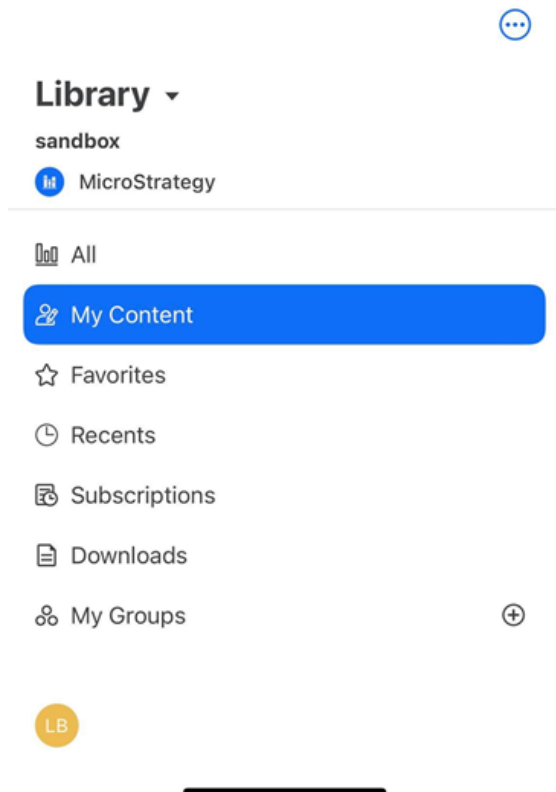 Library
sandbox
MicroStrategy
All
My Content
Favorites
Recents
Subscriptions
Downloads
My Groups
LB